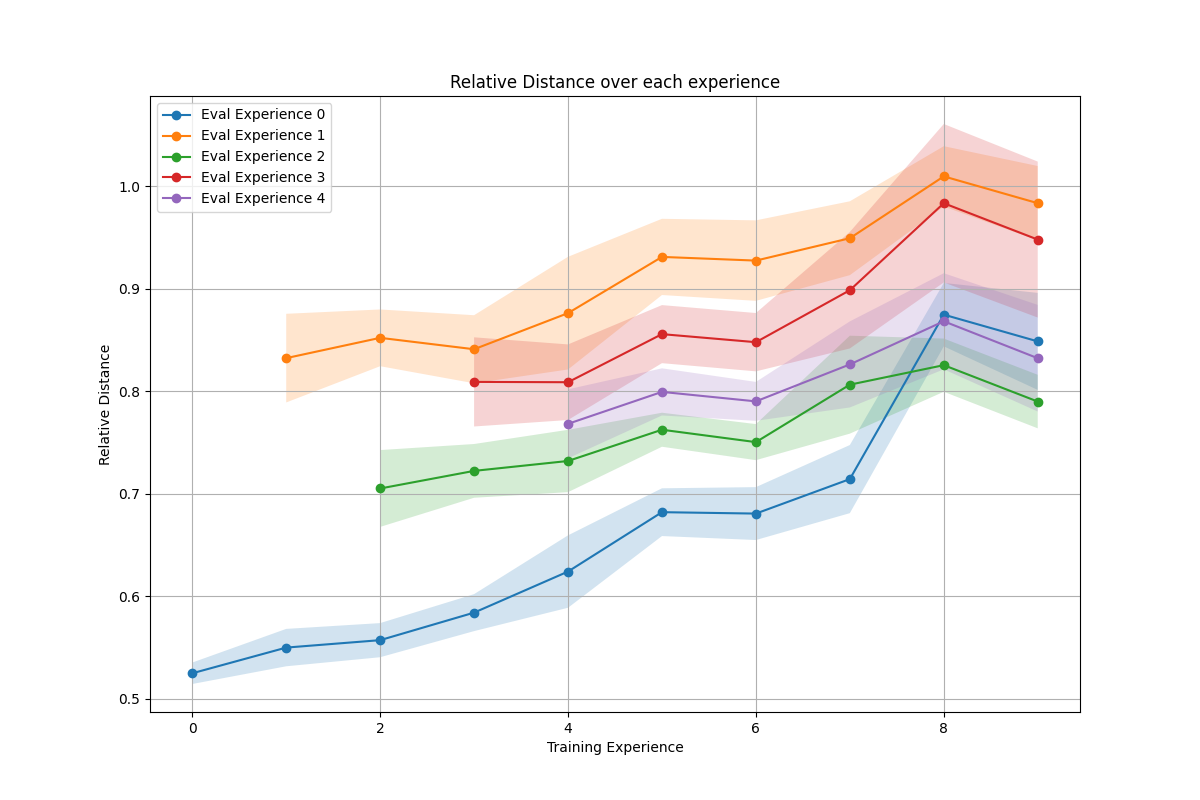 Relative Distance over each experience
Eval Experience 0
Eval Experience 1
Eval Experience 2
Eval Experience 3
Eval Experience 4
Relative Distance
1.0
0.9
0.8
0.7
0.6
0.5
0 2 4 6 8
Training Experience